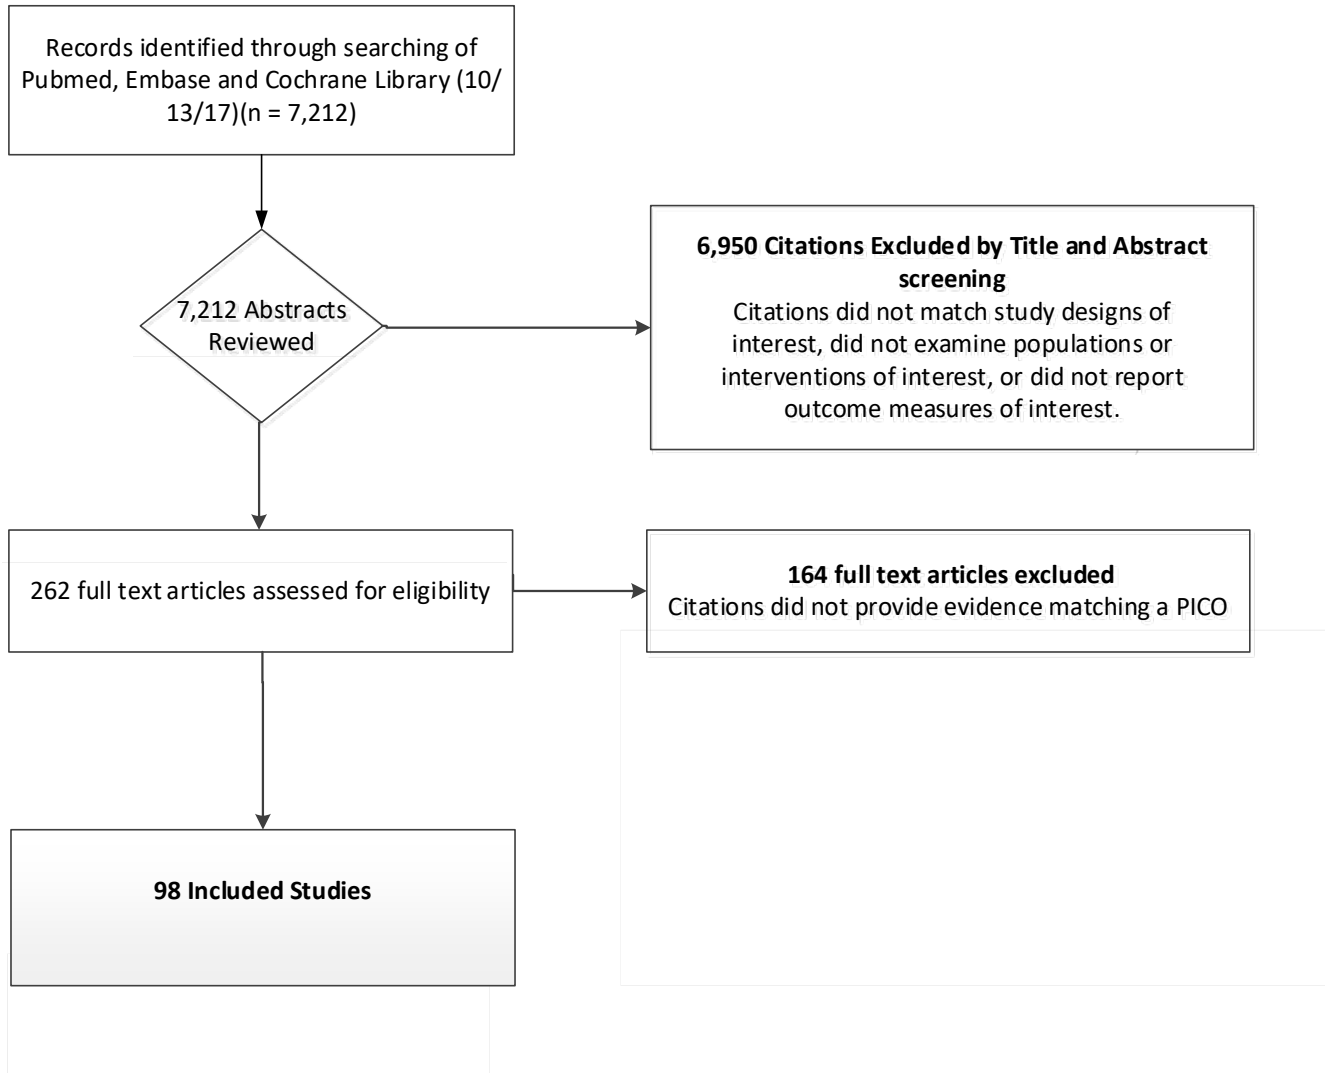 Records identified through searching of
Pubmed, Embase and Cochrane Library (10/
13/17)(n = 7,212)
7,212 Abstracts
Reviewed
6,950 Citations Excluded by Title and Abstract
screening
Citations did not match study designs of
interest, did not examine populations or
interventions of interest, or did not report
outcome measures of interest.
262 full text articles assessed for eligibility
164 full text articles excluded
Citations did not provide evidence matching a PICO
98 Included Studies